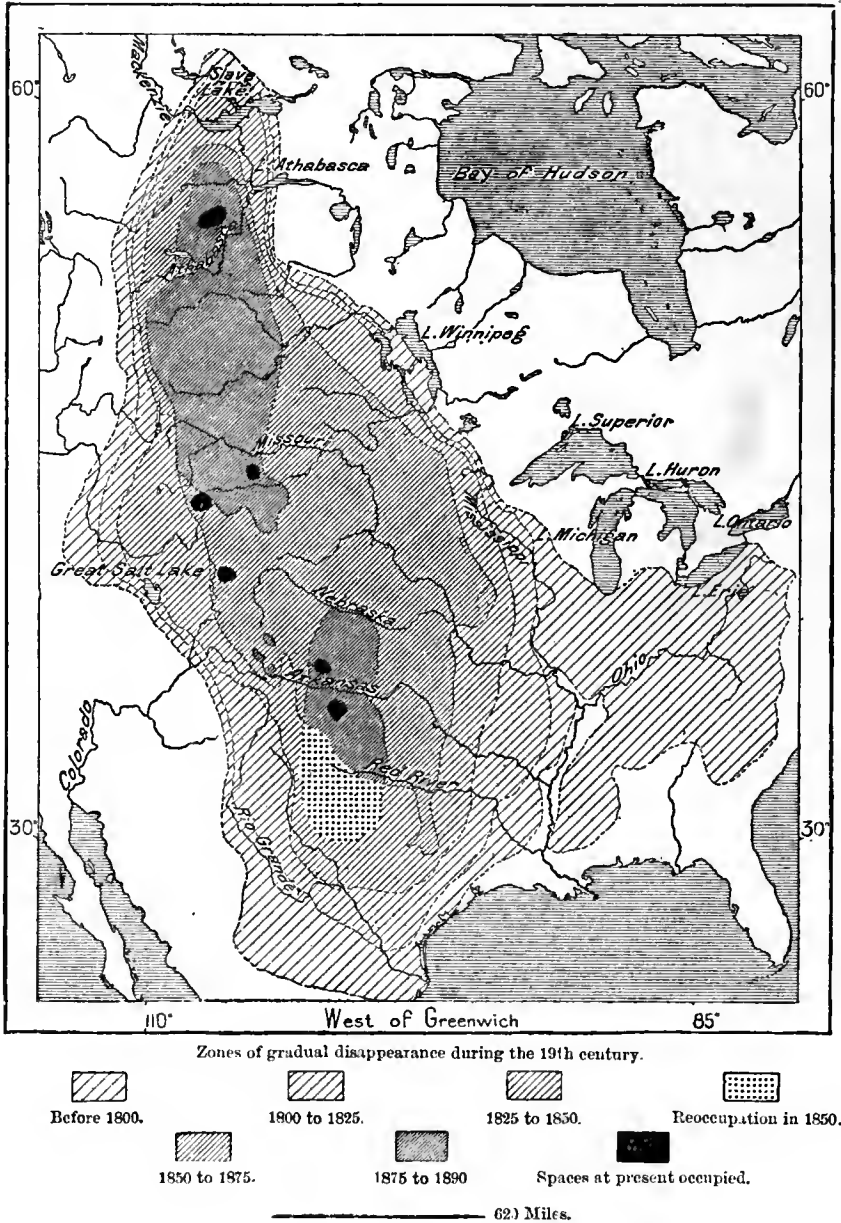 Mackenzie
Slave
Lake
60°
60°
L. Athabasca
Bay of Hudson
Athabasca
L. Winnipeg
Missouri
L. Superior
L. Huron
Mississippi
L. Ontario
L. Michigan
Great Salt Lake
L. Erie
Nebraska
Ohio
Arkansas
Colorado
Red River
30°
30°
Rio Grande
110°
West of Greenwich
85°
Zones of gradual disappearance during the 19th century.
Before 1800.
1800 to 1825.
1825 to 1850.
Reoccupation in 1850.
1850 to 1875.
1875 to 1890
Spaces at present occupied.
620 Miles.